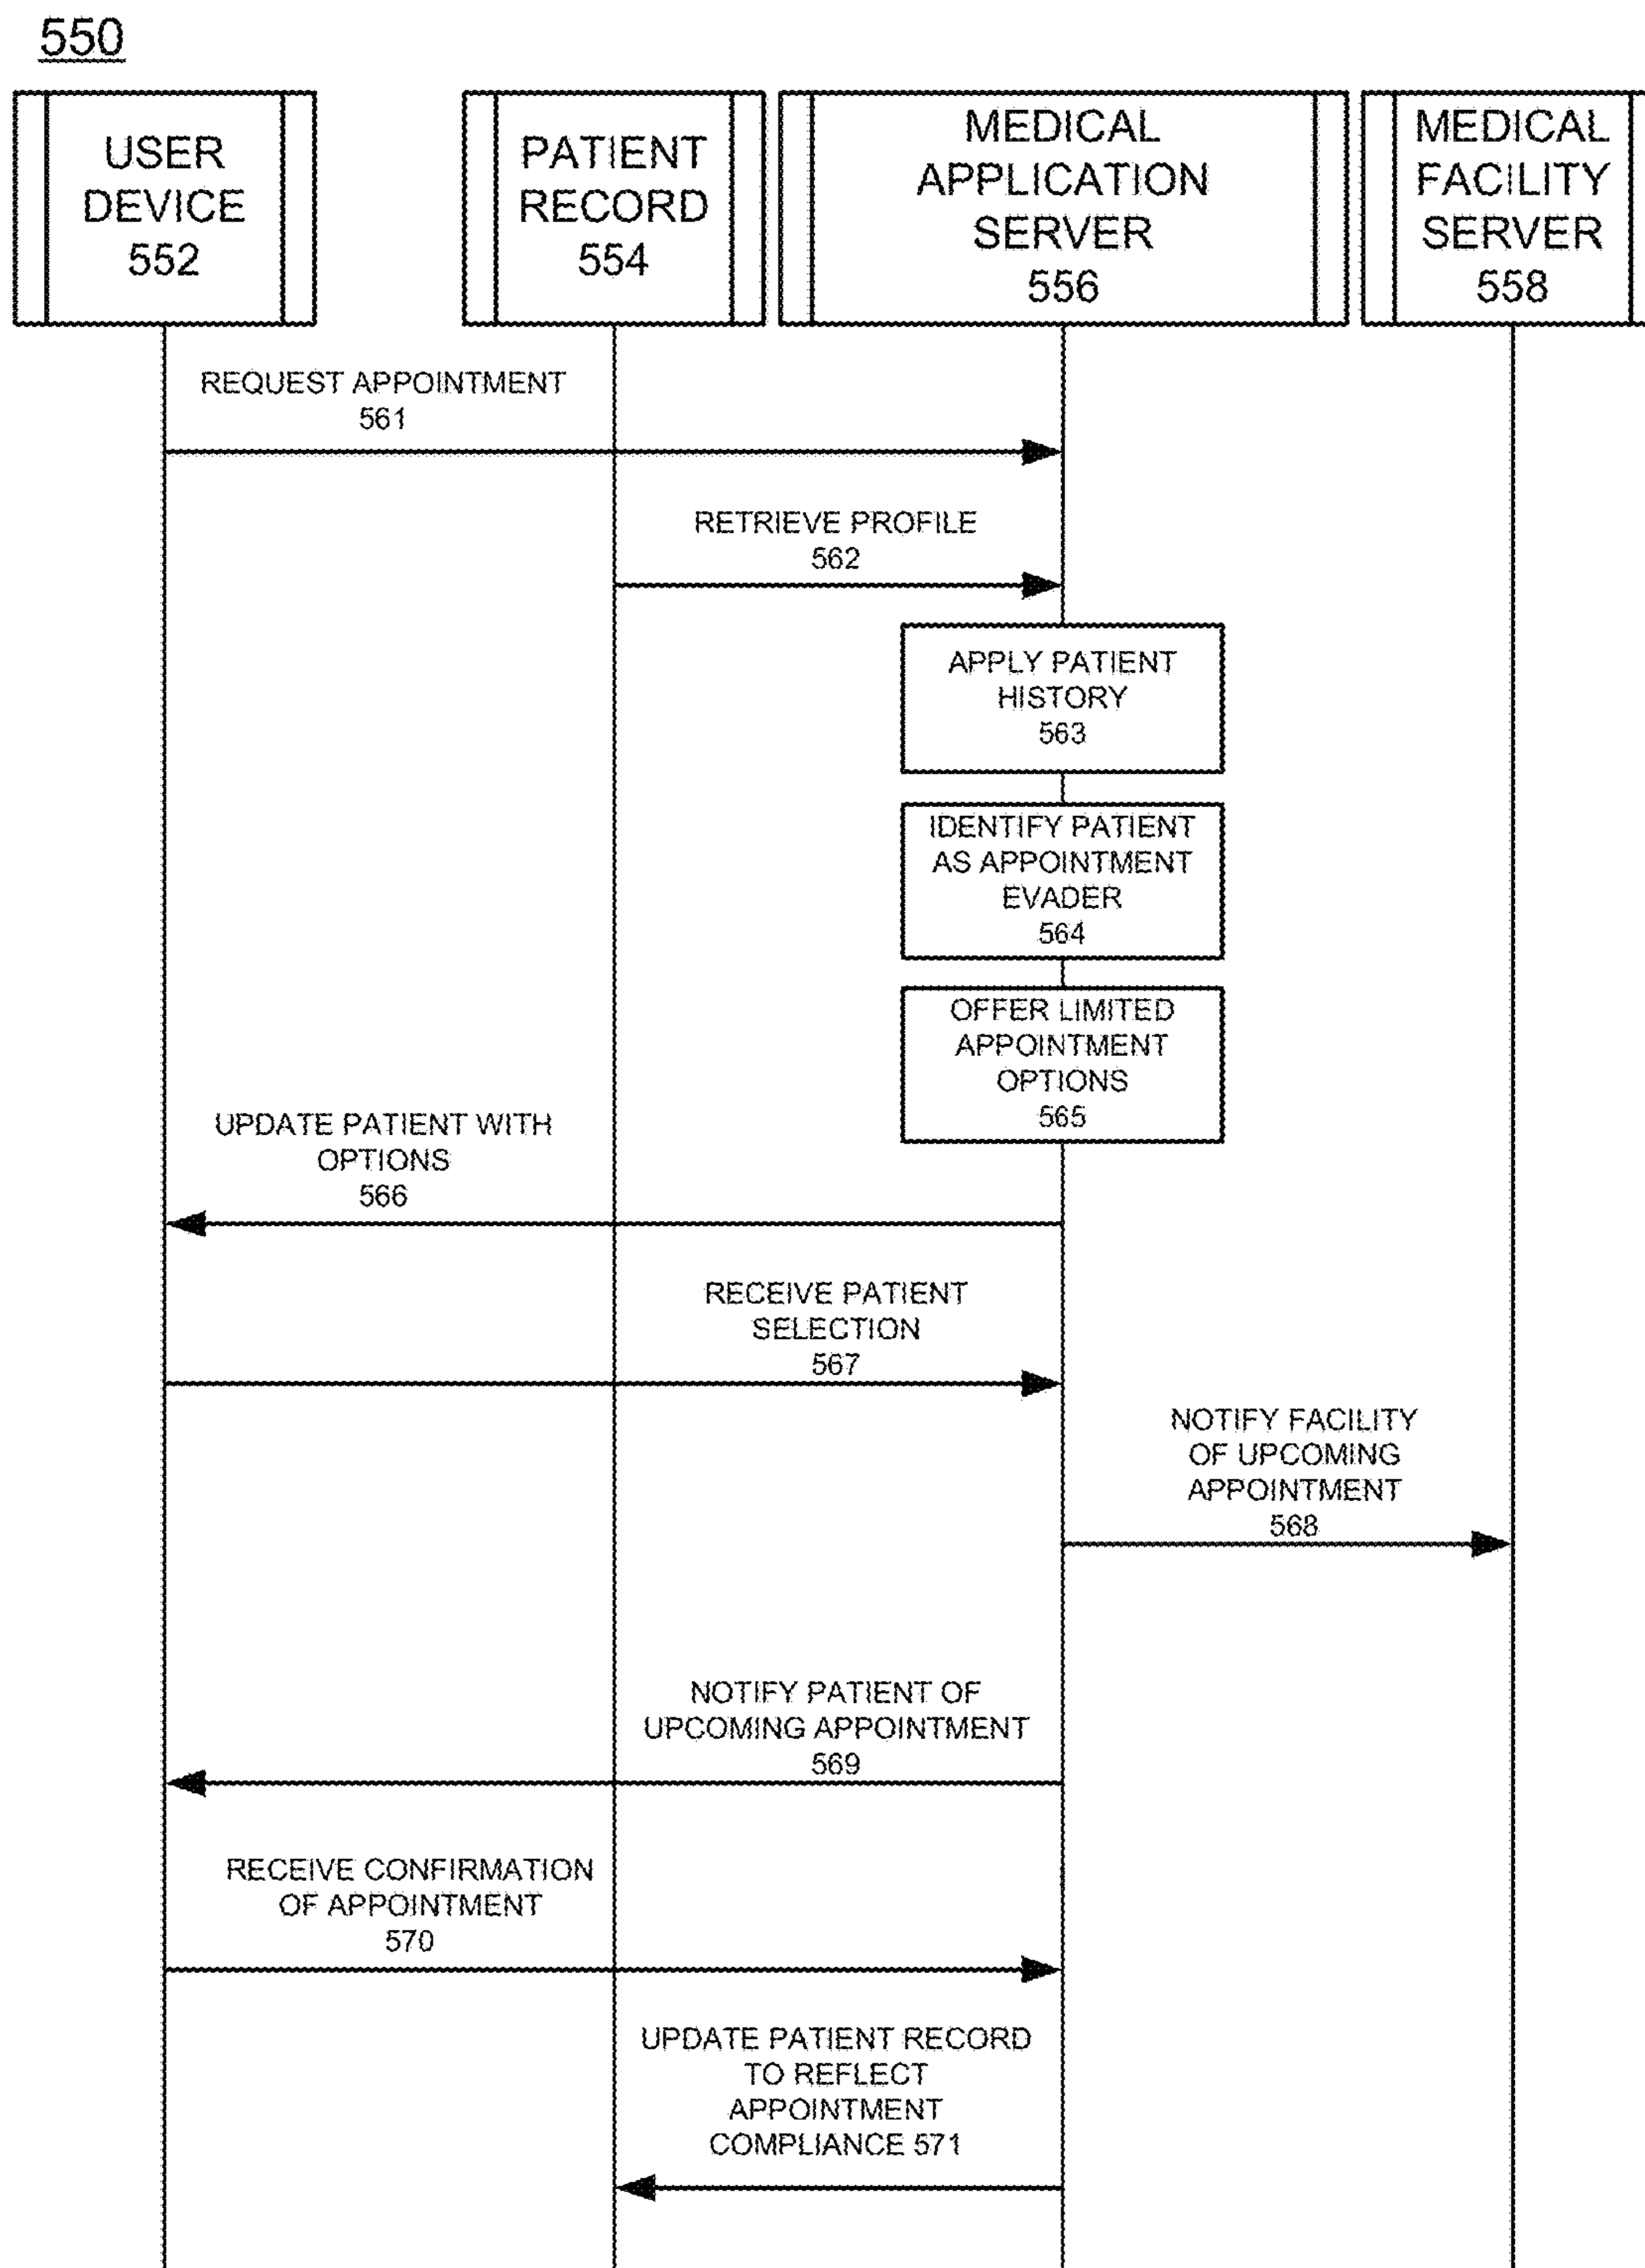 550
USER
DEVICE
552
PATIENT
RECORD
554
MEDICAL
APPLICATION
SERVER
556
MEDICAL
FACILITY
SERVER
558
REQUEST APPOINTMENT
561
RETRIEVE PROFILE
562
APPLY PATIENT
HISTORY
563
IDENTIFY PATIENT
AS APPOINTMENT
EVADER
564
OFFER LIMITED
APPOINTMENT
OPTIONS
565
UPDATE PATIENT WITH
OPTIONS
566
RECEIVE PATIENT
SELECTION
567
NOTIFY FACILITY
OF UPCOMING
APPOINTMENT
568
NOTIFY PATIENT OF
UPCOMING APPOINTMENT
569
RECEIVE CONFIRMATION
OF APPOINTMENT
570
UPDATE PATIENT RECORD
TO REFLECT
APPOINTMENT
COMPLIANCE 571